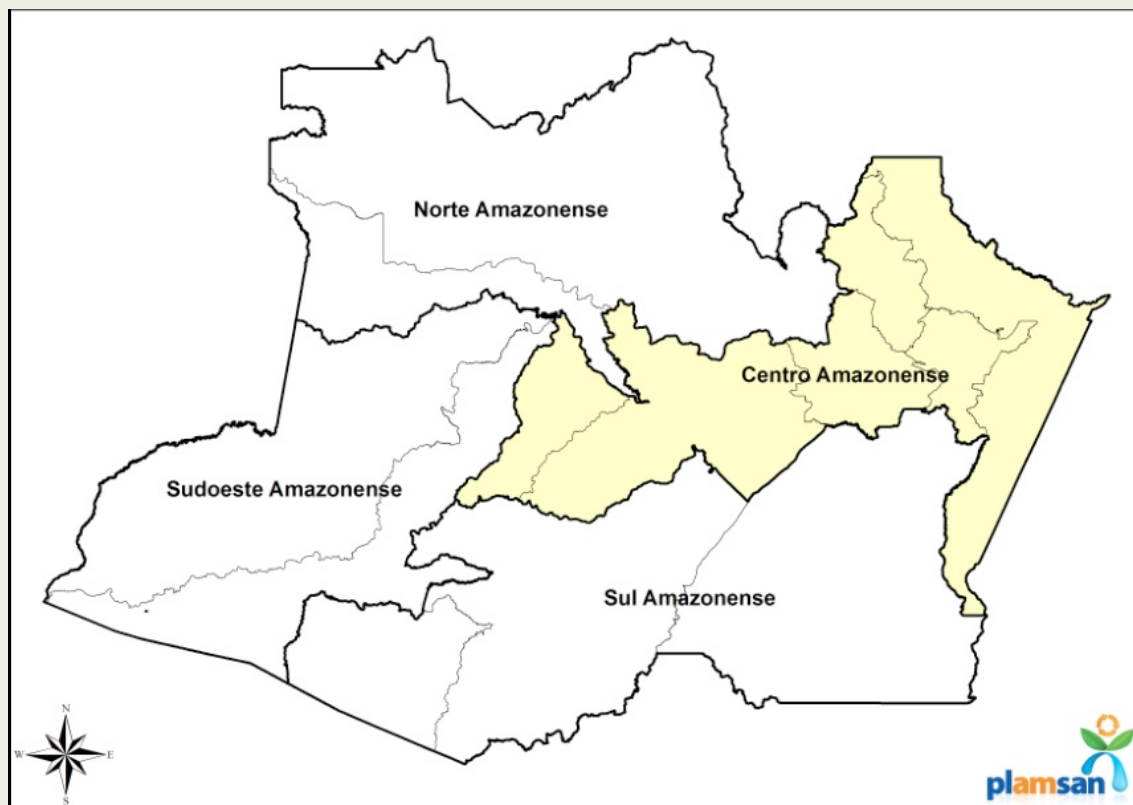 Norte Amazonense
Centro Amazonense
Sudoeste Amazonense
Sul Amazonense
N
W
E
S
plamsan